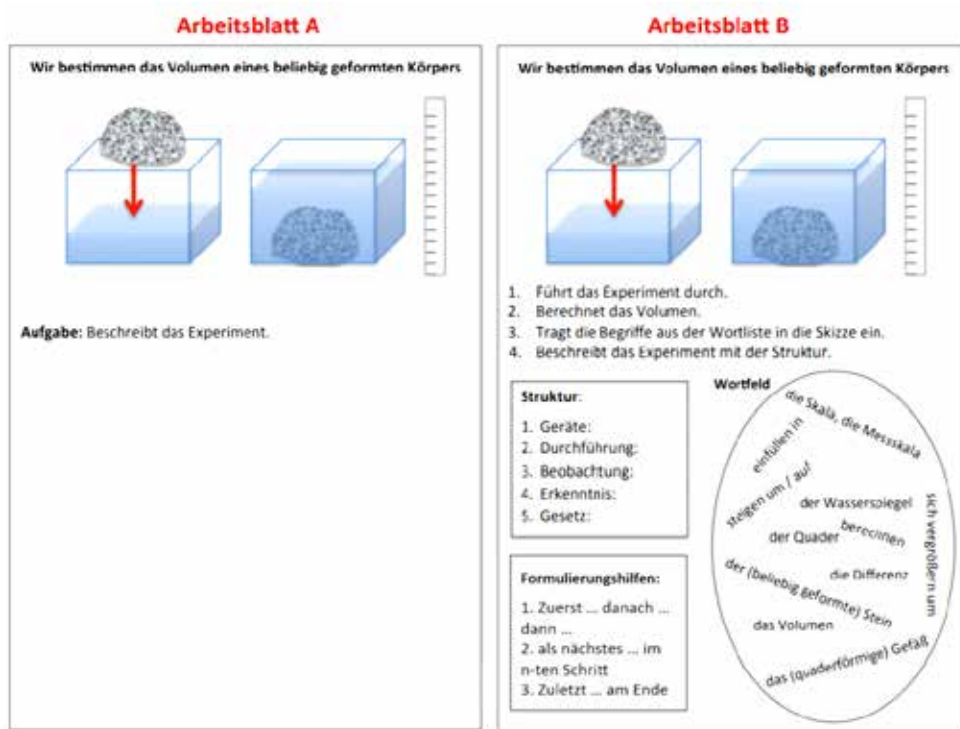 Arbeitsblatt A
Wir bestimmen das Volumen eines beliebig geformten Körpers
Aufgabe: Beschreibt das Experiment.
Arbeitsblatt B
Wir bestimmen das Volumen eines beliebig geformten Körpers
1. Führt das Experiment durch.
2. Berechnet das Volumen.
3. Tragt die Begriffe aus der Wortliste in die Skizze ein.
4. Beschreibt das Experiment mit der Struktur.
Struktur:
1. Geräte:
2. Durchführung:
3. Beobachtung:
4. Erkenntnis:
5. Gesetz:
Formulierungshilfen:
1. Zuerst ... danach ...
dann ...
2. als nächstes ... im
n-ten Schritt
3. Zuletzt ... am Ende
Wortfeld
die Skala, die Messskala
einfüllen in
steigen um / auf
der Wasserspiegel
der Quader
berechnen
sich vergrößern um
die Differenz
der (beliebig geformte) Stein
das Volumen
das (quaderförmige) Gefäß